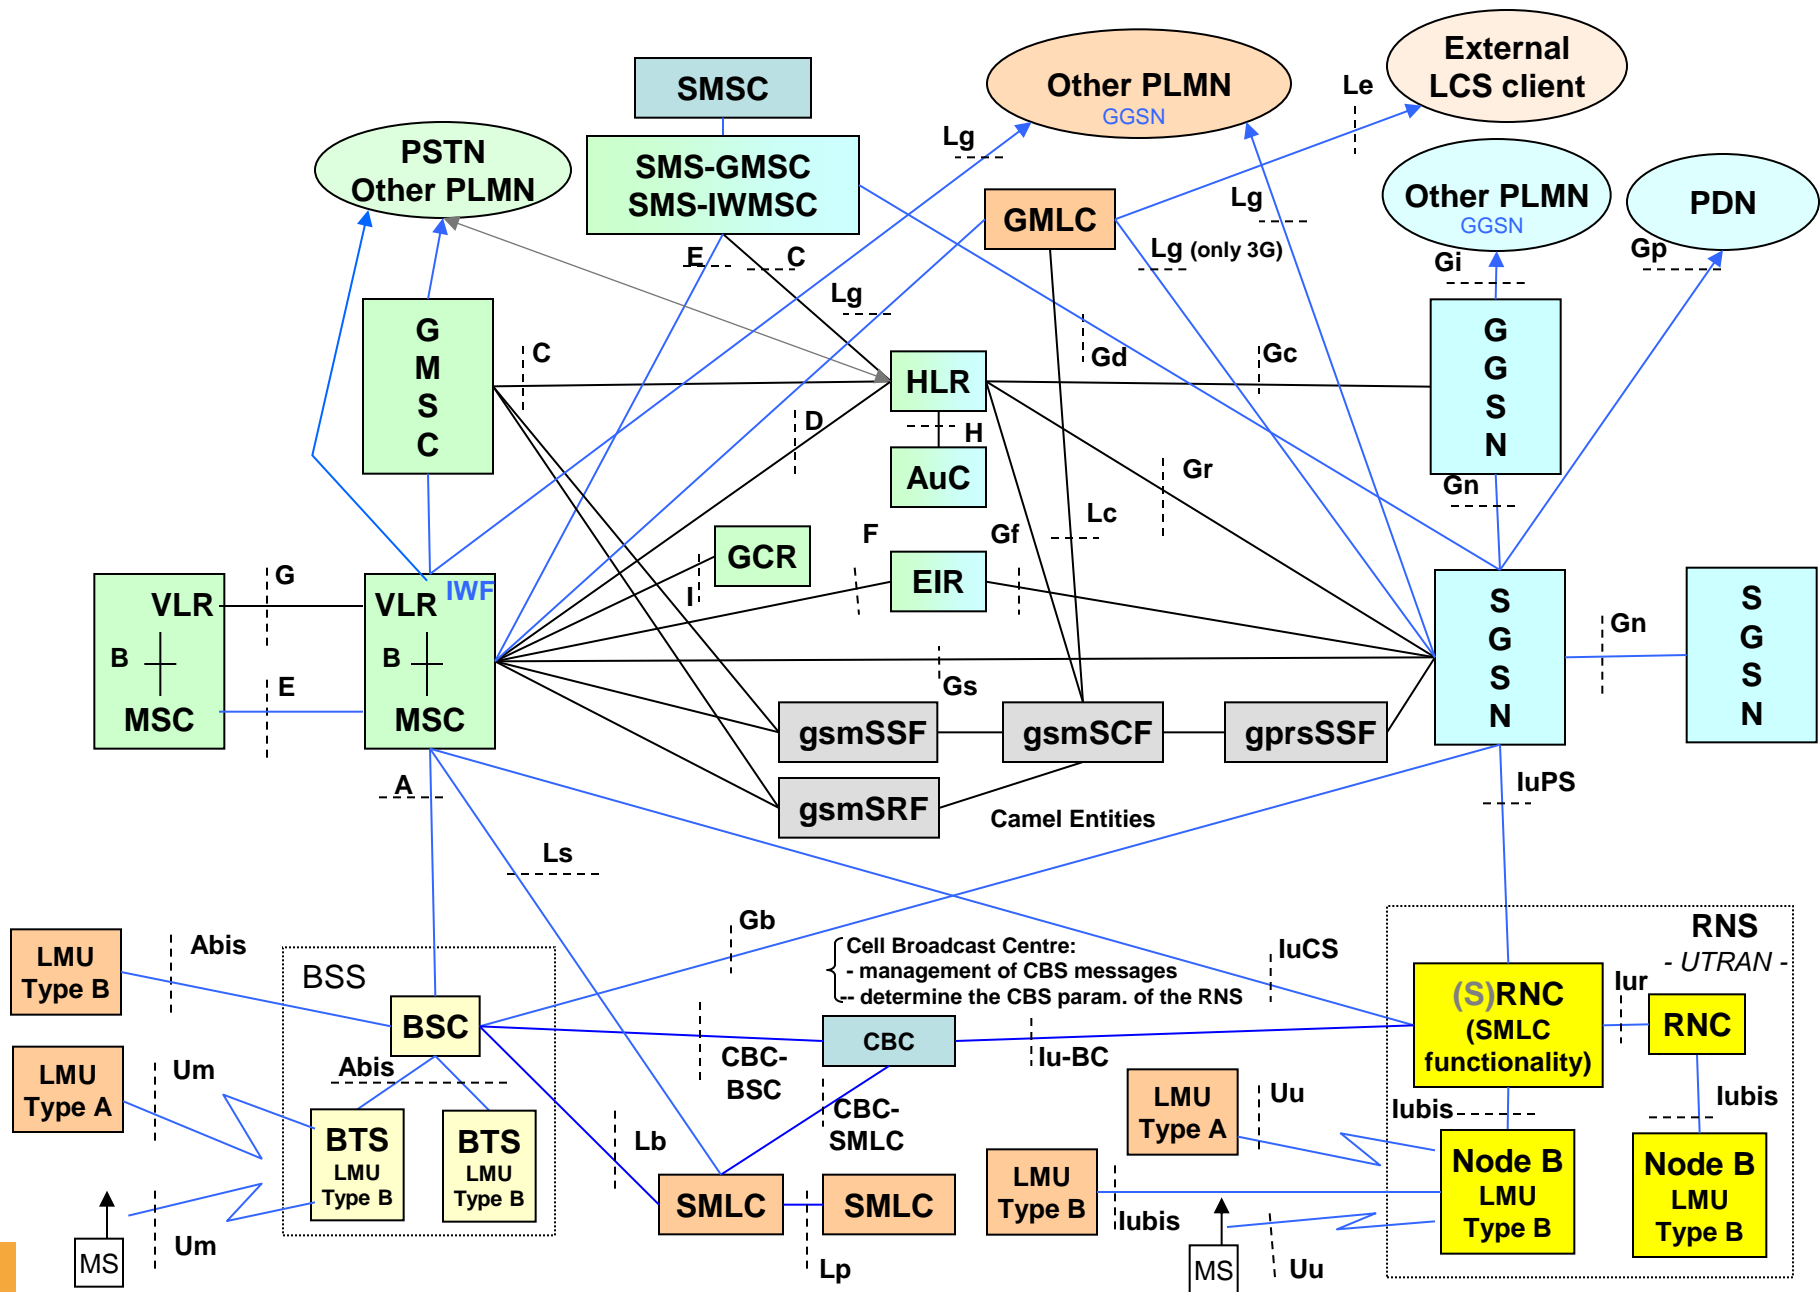 External
LCS client
Le
SMSC
Other PLMN
GGSN
Lg
PSTN
Other PLMN
SMS-GMSC
SMS-IWMSC
GMLC
Lg
Other PLMN
GGSN
PDN
E
C
Lg (only 3G)
Gi
Gp
Lg
G
M
S
C
C
HLR
Gd
Gc
G
G
S
N
D
H
AuC
Gr
Gn
Lc
F
Gf
GCR
EIR
I
G
VLR
B
MSC
E
VLR
IWF
B
MSC
S
G
S
N
Gn
S
G
S
N
Gs
gsmSSF
gsmSCF
gprsSSF
gsmSRF
Camel Entities
A
IuPS
Ls
Gb
IuCS
Cell Broadcast Centre:
- management of CBS messages
-- determine the CBS param. of the RNS
RNS
- UTRAN -
LMU
Type B
Abis
BSS
BSC
CBC-
BSC
CBC
Iu-BC
(S)RNC
(SMLC
functionality)
Iur
RNC
LMU
Type A
Um
Abis
BTS
LMU
Type B
BTS
LMU
Type B
Lb
CBC-
SMLC
LMU
Type A
Uu
Iubis
Iubis
Node B
LMU
Type B
Node B
LMU
Type B
SMLC
SMLC
LMU
Type B
Iubis
Um
MS
Lp
MS
Uu